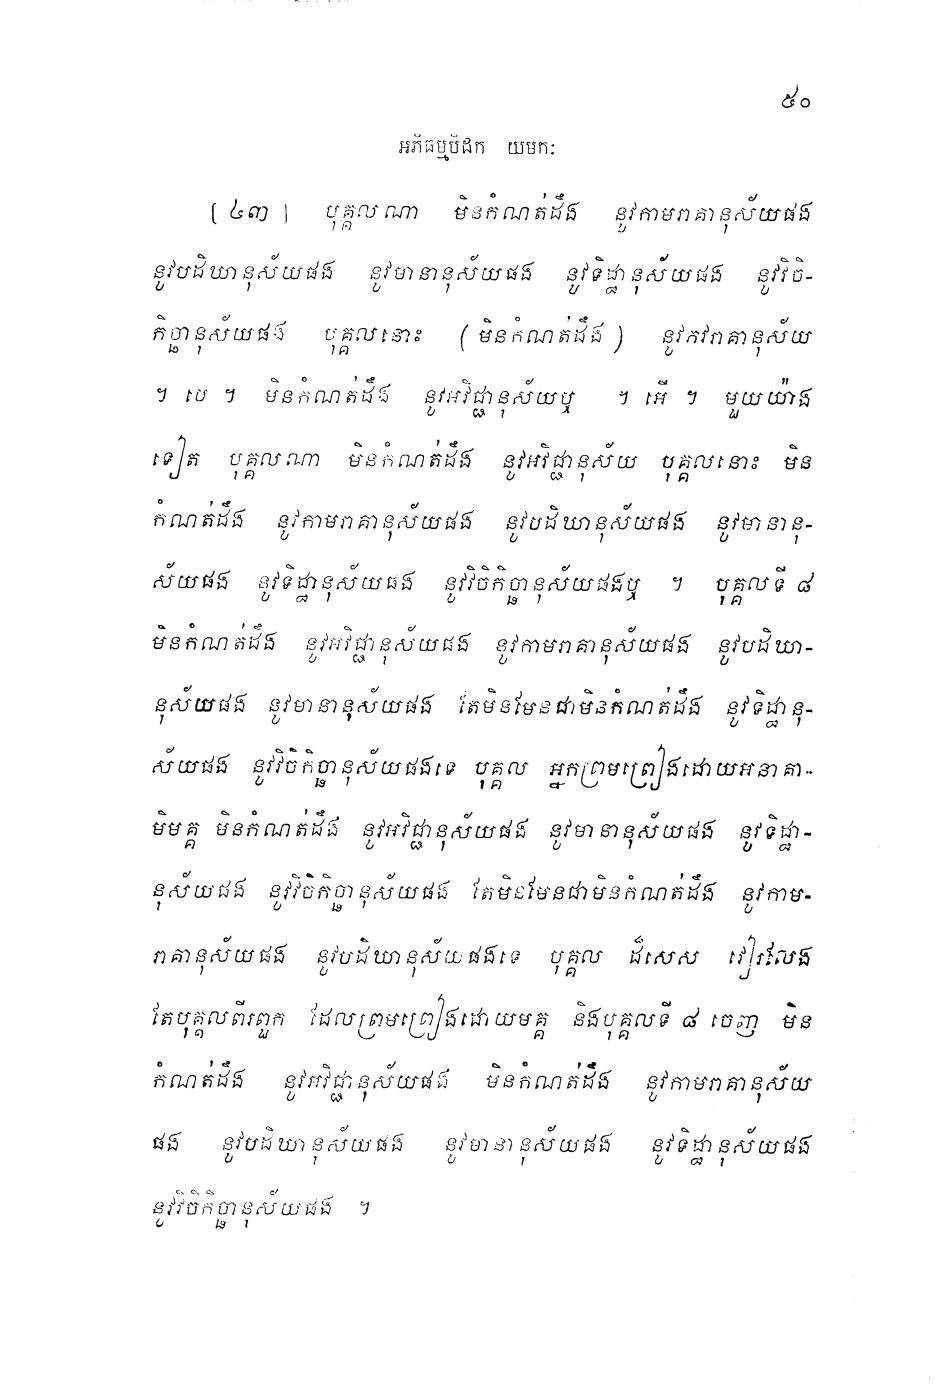 ៥០
អភិធម្មបិដក យមកៈ
[ ៤៣ ] បុគ្គលណា មិនកំណត់ដឹង នូវកាមរាគានុស័យផង
នូវបដិឃានុស័យផង នូវមានានុស័យផង នូវទិដ្ឋានុស័យផង នូវវិចិ-
កិច្ឆានុស័យផង បុគ្គលនោះ (មិនកំណត់ដឹង) នូវភវរាគានុស័យ
។ បេ ។ មិនកំណត់ដឹង នូវអវិជ្ជានុស័យឬ ។ អើ ។ មួយយ៉ាង
ទៀត បុគ្គលណា មិនកំណត់ដឹង នូវអវិជ្ជានុស័យ បុគ្គលនោះ មិន
កំណត់ដឹង នូវកាមរាគានុស័យផង នូវបដិឃានុស័យផង នូវមានានុ-
ស័យផង នូវទិដ្ឋានុស័យផង នូវវិចិកិច្ឆានុស័យផងឬ ។ បុគ្គលទី ៨
មិនកំណត់ដឹង នូវអវិជ្ជានុស័យផង នូវកាមរាគានុស័យផង នូវបដិឃា-
នុស័យផង នូវមានានុស័យផង តែមិនមែនជាមិនកំណត់ដឹង នូវទិដ្ឋានុ-
ស័យផង នូវវិចិកិច្ឆានុស័យផងទេ បុគ្គល អ្នកព្រមព្រៀងដោយអនាគា-
មិមគ្គ មិនកំណត់ដឹង នូវអវិជ្ជានុស័យផង នូវមានានុស័យផង នូវទិដ្ឋា-
នុស័យផង នូវវិចិកិច្ឆានុស័យផង តែមិនមែនជាមិនកំណត់ដឹង នូវកាម-
រាគានុស័យផង នូវបដិឃានុស័យផងទេ បុគ្គល ដ៏សេស វៀរលែង
តែបុគ្គលពីរពួក ដែលព្រមព្រៀងដោយមគ្គ និងបុគ្គលទី ៨ ចេញ មិន
កំណត់ដឹង នូវអវិជ្ជានុស័យផង មិនកំណត់ដឹង នូវកាមរាគានុស័យ
ផង នូវបដិឃានុស័យផង នូវមានានុស័យផង នូវទិដ្ឋានុស័យផង
នូវវិចិកិច្ឆានុស័យផង ។